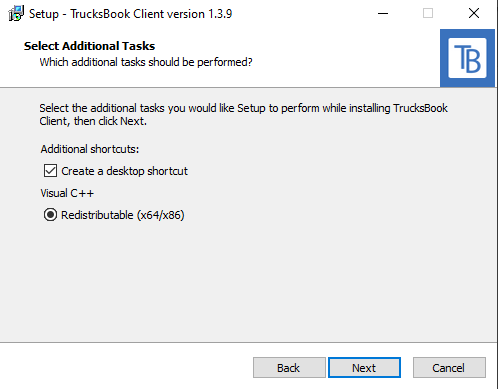 Setup - TrucksBook Client version 1.3.9
Select Additional Tasks
Which additional tasks should be performed?
TB
Select the additional tasks you would like Setup to perform while installing TrucksBook
Client, then click Next.
Additional shortcuts:
Create a desktop shortcut
Visual C++
Redistributable (x64/x86)
Back
Next
Cancel